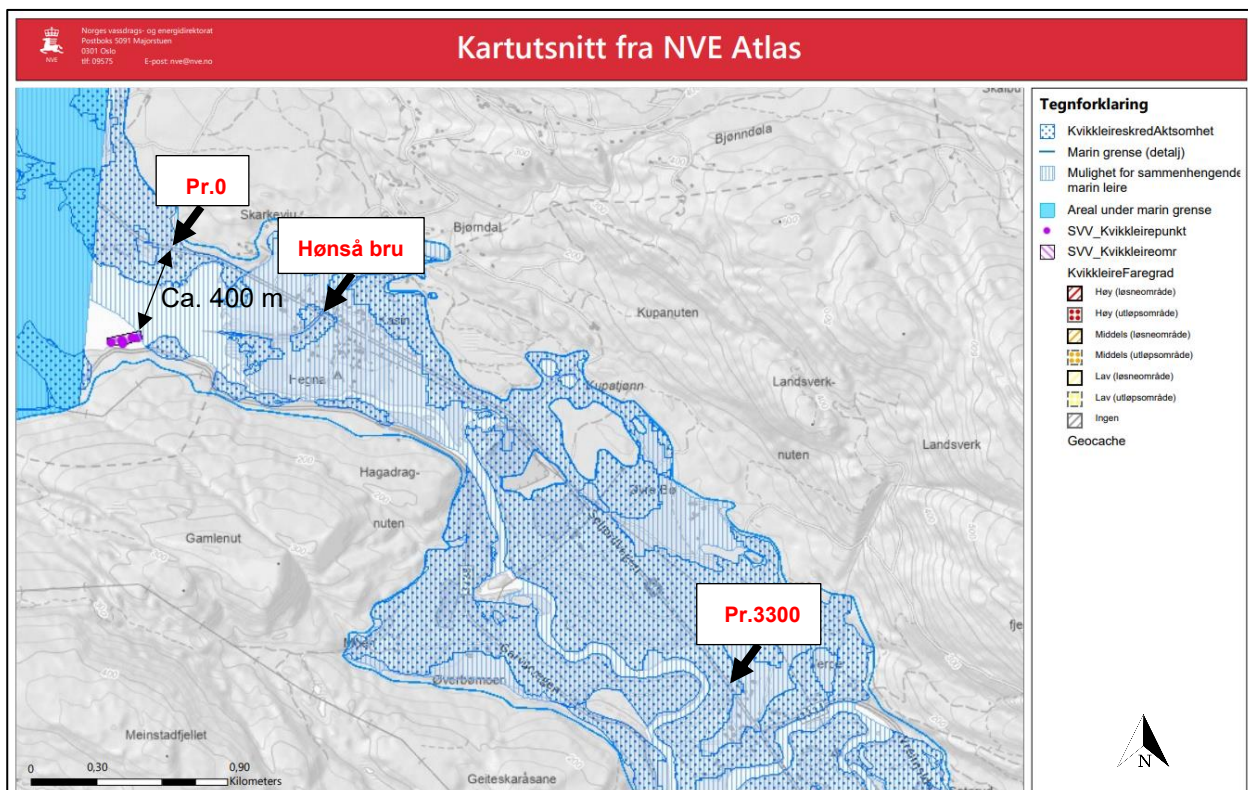 Norges vassdrags- og energidirektorat
Postboks 5091 Majorstuen
0301 Oslo
tlf: 09575 E-post: nve@nve.no
NVE
Kartutsnitt fra NVE Atlas
Bjønndøla
Pr.0
Skarkevju
Bjørndal
Hønså bru
Ca. 400 m
Kupanuten
Hegna
Kupatjønn
Landsverk-
nuten
Landsverk
Hagadrag-
nuten
Øvre Bø
Gamlenut
Seljordvegen
Pr.3300
Øverbømoen
Meinstadfjellet
Geiteskaråsane
0 0,30 0,90
Kilometers
N
Tegnforklaring
KvikkleireskredAktsomhet
Marin grense (detalj)
Mulighet for sammenhengende
marin leire
Areal under marin grense
SVV_Kvikkleirepunkt
SVV_Kvikkleireomr
KvikkleireFaregrad
Høy (løsneområde)
Høy (utløpsområde)
Middels (løsneområde)
Middels (utløpsområde)
Lav (løsneområde)
Lav (utløpsområde)
Ingen
Geocache